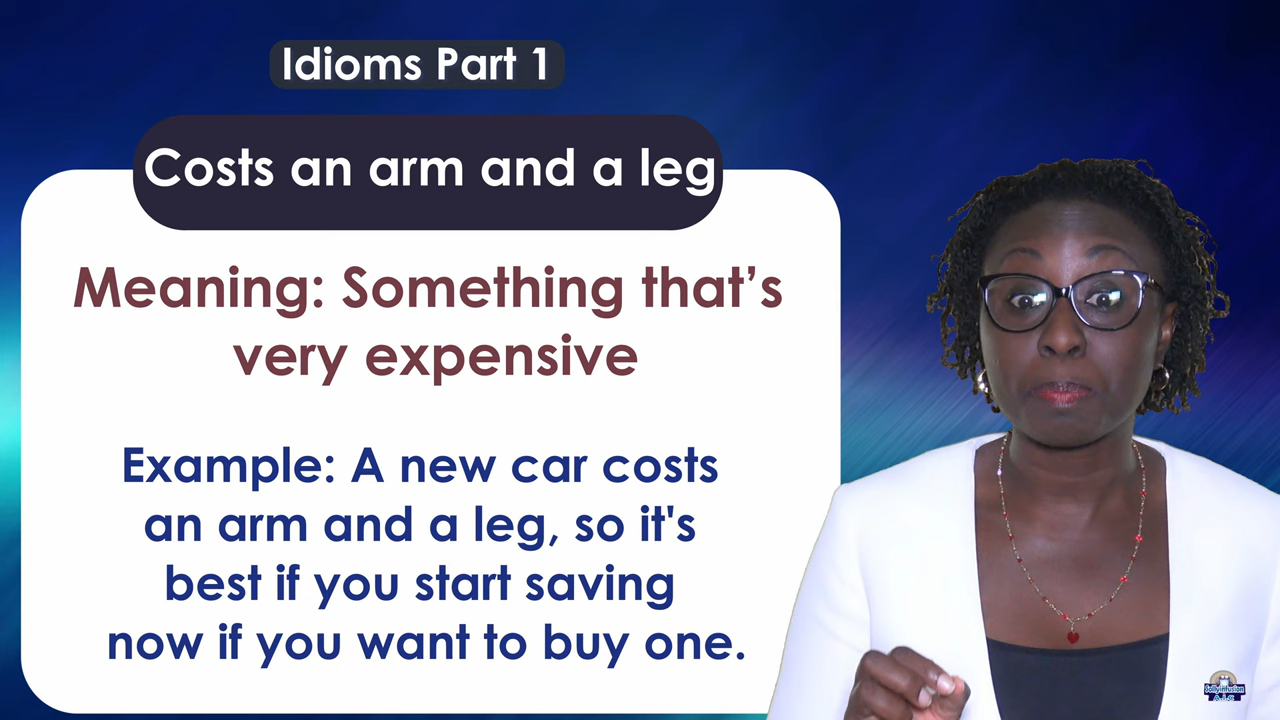 Idioms Part 1
Costs an arm and a leg
Meaning: Something that’s
very expensive
Example: A new car costs
an arm and a leg, so it's
best if you start saving
now if you want to buy one.